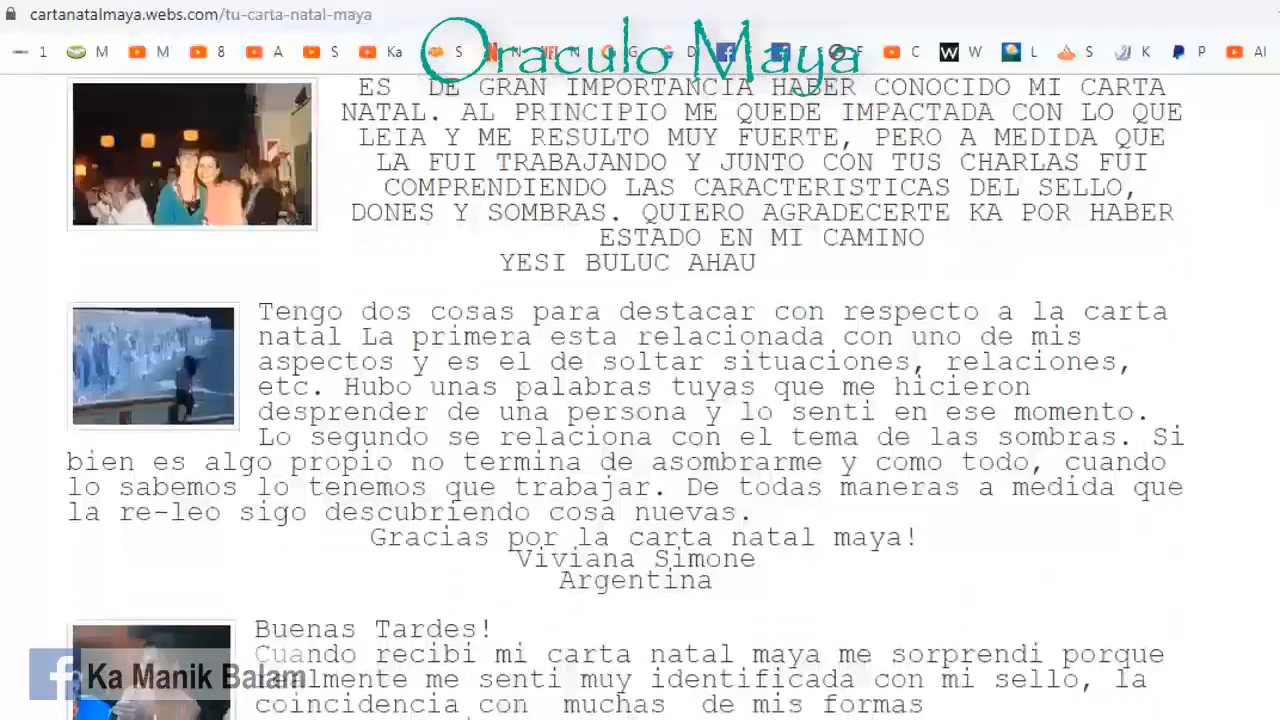 cartanatalmaya.webs.com/tu-carta-natal-maya
Oraculo Maya
1 M M 8 A S Ka S N N G D F C W L S K P Al
ES DE GRAN IMPORTANCIA HABER CONOCIDO MI CARTA
NATAL. AL PRINCIPIO ME QUEDE IMPACTADA CON LO QUE
LEIA Y ME RESULTO MUY FUERTE, PERO A MEDIDA QUE
LA FUI TRABAJANDO Y JUNTO CON TUS CHARLAS FUI
COMPRENDIENDO LAS CARACTERISTICAS DEL SELLO,
DONES Y SOMBRAS. QUIERO AGRADECERTE KA POR HABER
ESTADO EN MI CAMINO
YESI BULUC AHAU
Tengo dos cosas para destacar con respecto a la carta
natal La primera esta relacionada con uno de mis
aspectos y es el de soltar situaciones, relaciones,
etc. Hubo unas palabras tuyas que me hicieron
desprender de una persona y lo senti en ese momento.
Lo segundo se relaciona con el tema de las sombras. Si
bien es algo propio no termina de asombrarme y como todo, cuando
lo sabemos lo tenemos que trabajar. De todas maneras a medida que
la re-leo sigo descubriendo cosa nuevas.
Gracias por la carta natal maya!
Viviana Simone
Argentina
Buenas Tardes!
Cuando recibi mi carta natal maya me sorprendi porque
me senti muy identificada con mi sello, la
coincidencia con muchas de mis formas
f Ka Manik Balam